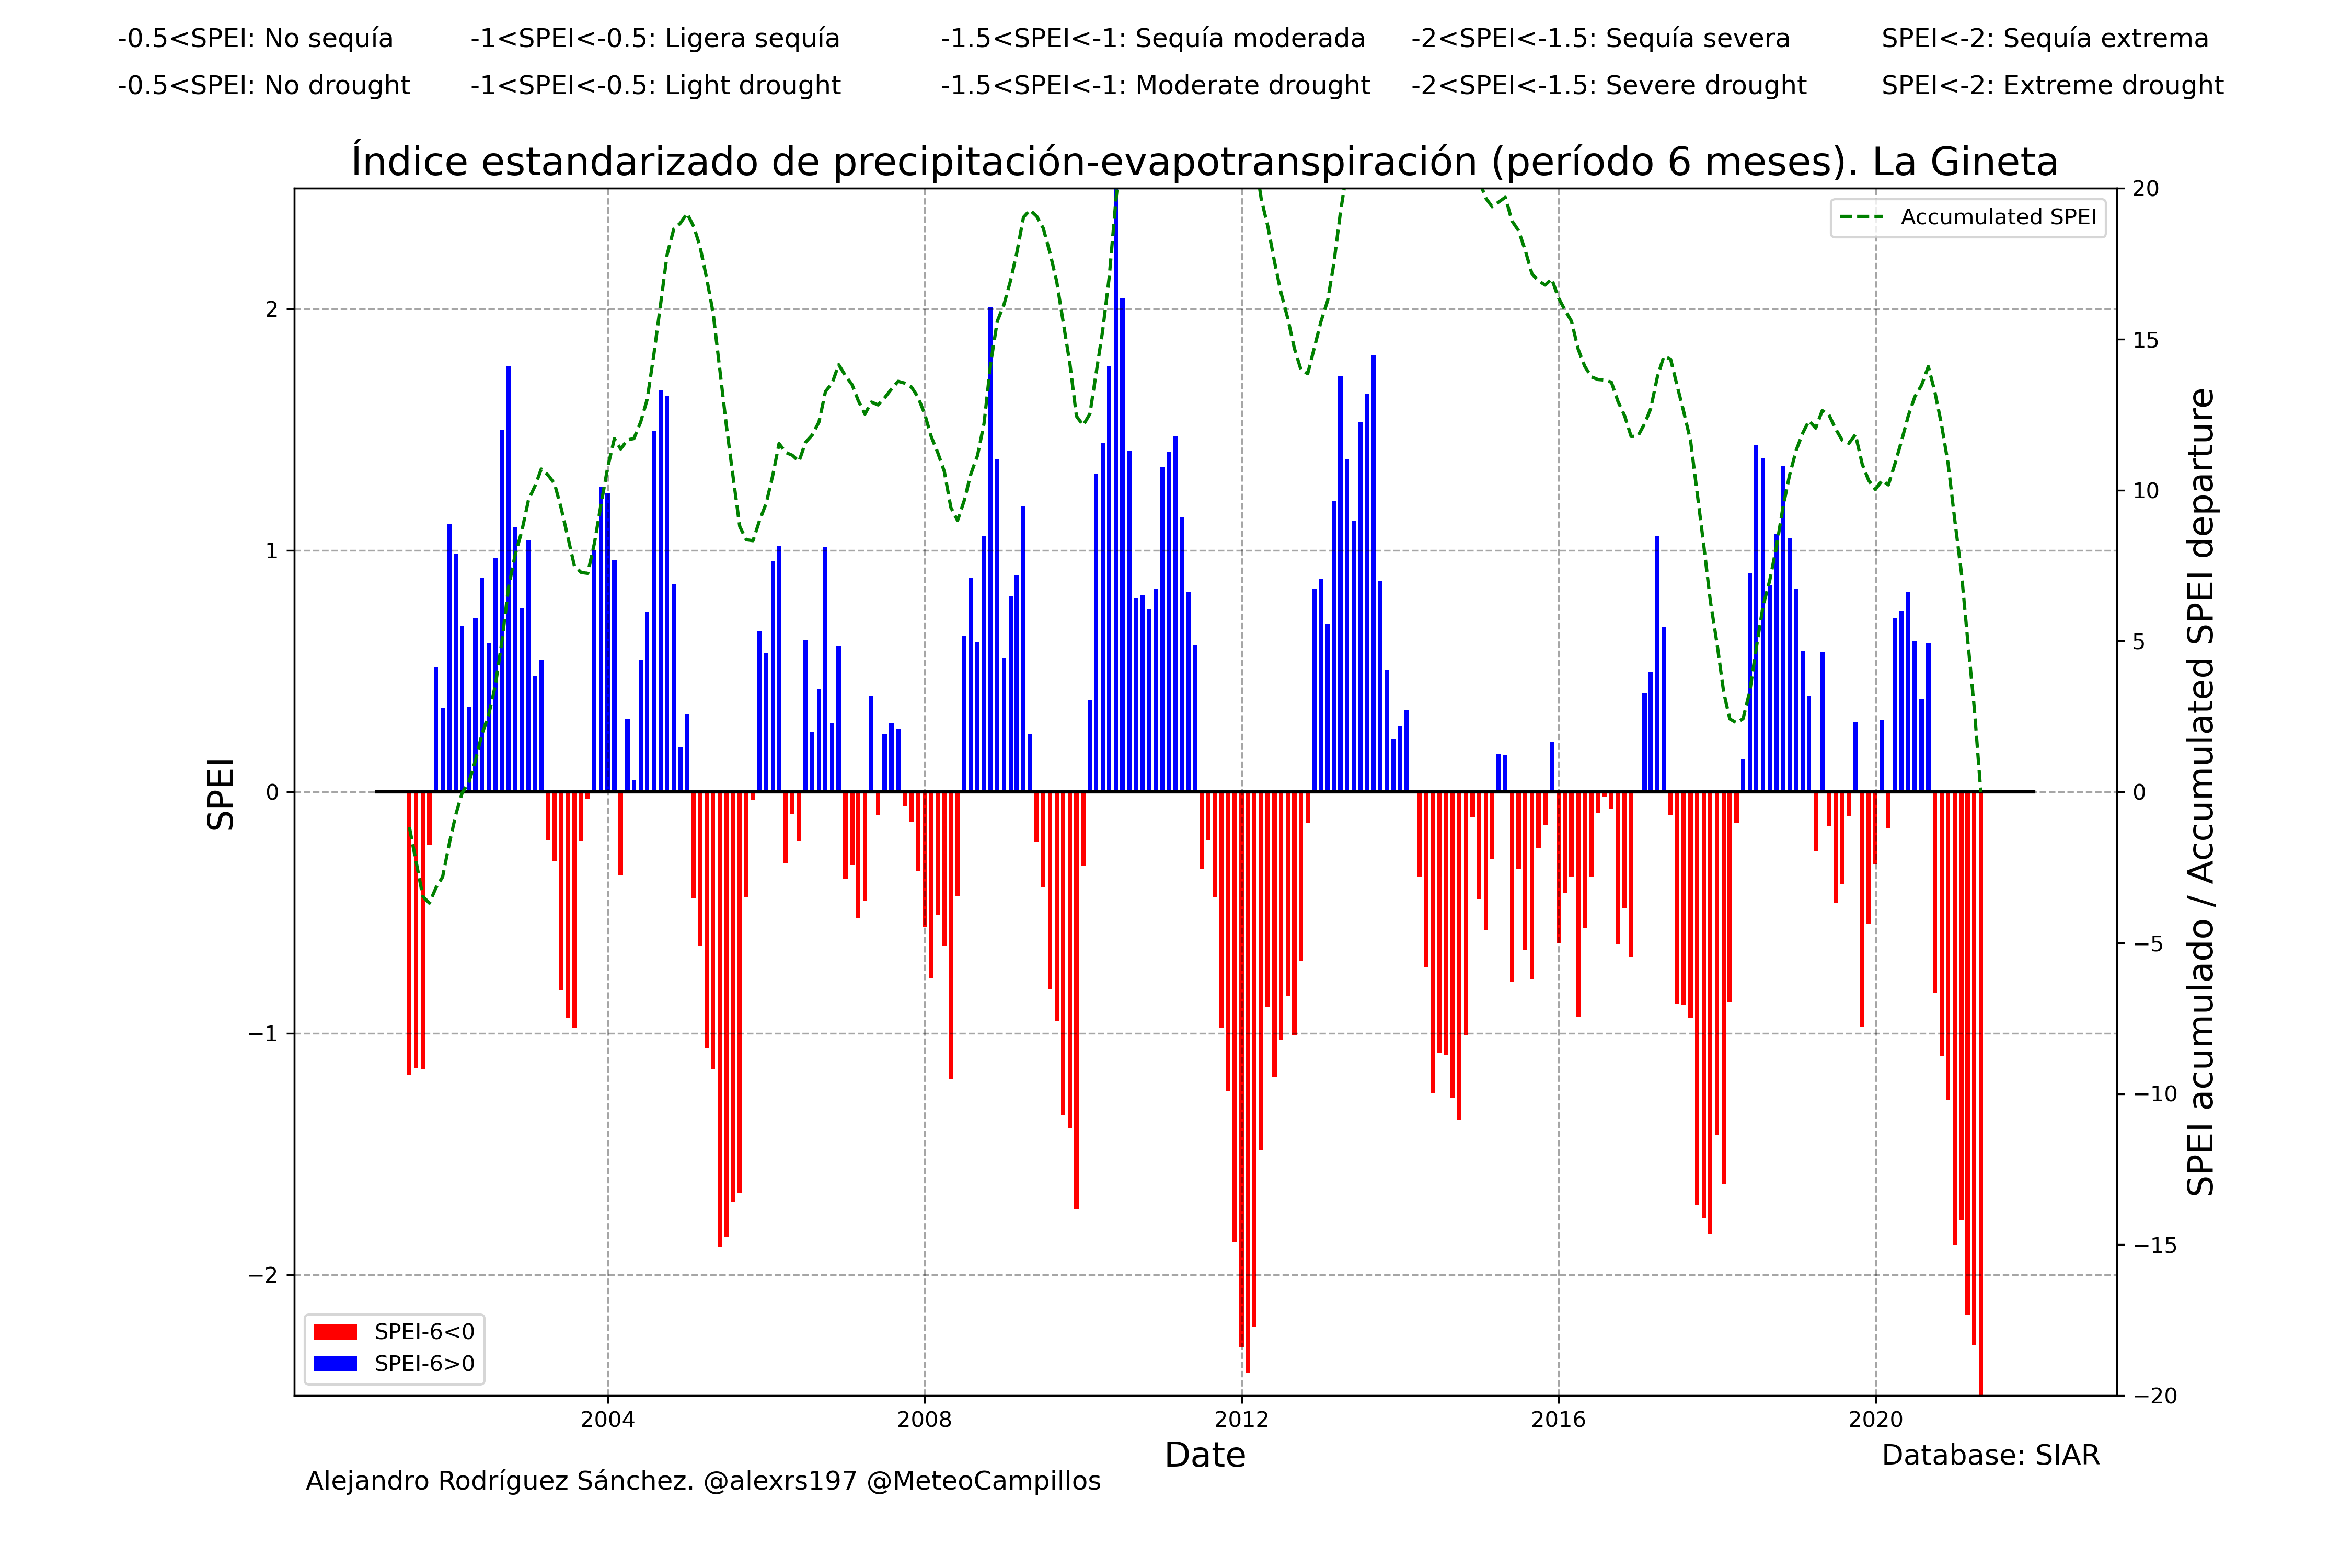 -0.5<SPEI: No sequía -1<SPEI<-0.5: Ligera sequía -1.5<SPEI<-1: Sequía moderada -2<SPEI<-1.5: Sequía severa SPEI<-2: Sequía extrema
-0.5<SPEI: No drought -1<SPEI<-0.5: Light drought -1.5<SPEI<-1: Moderate drought -2<SPEI<-1.5: Severe drought SPEI<-2: Extreme drought
Índice estandarizado de precipitación-evapotranspiración (período 6 meses). La Gineta
Accumulated SPEI
SPEI
2
1
0
−1
−2
20
15
10
5
0
−5
−10
−15
−20
SPEI acumulado / Accumulated SPEI departure
SPEI-6<0
SPEI-6>0
2004 2008 2012 2016 2020
Date
Database: SIAR
Alejandro Rodríguez Sánchez. @alexrs197 @MeteoCampillos